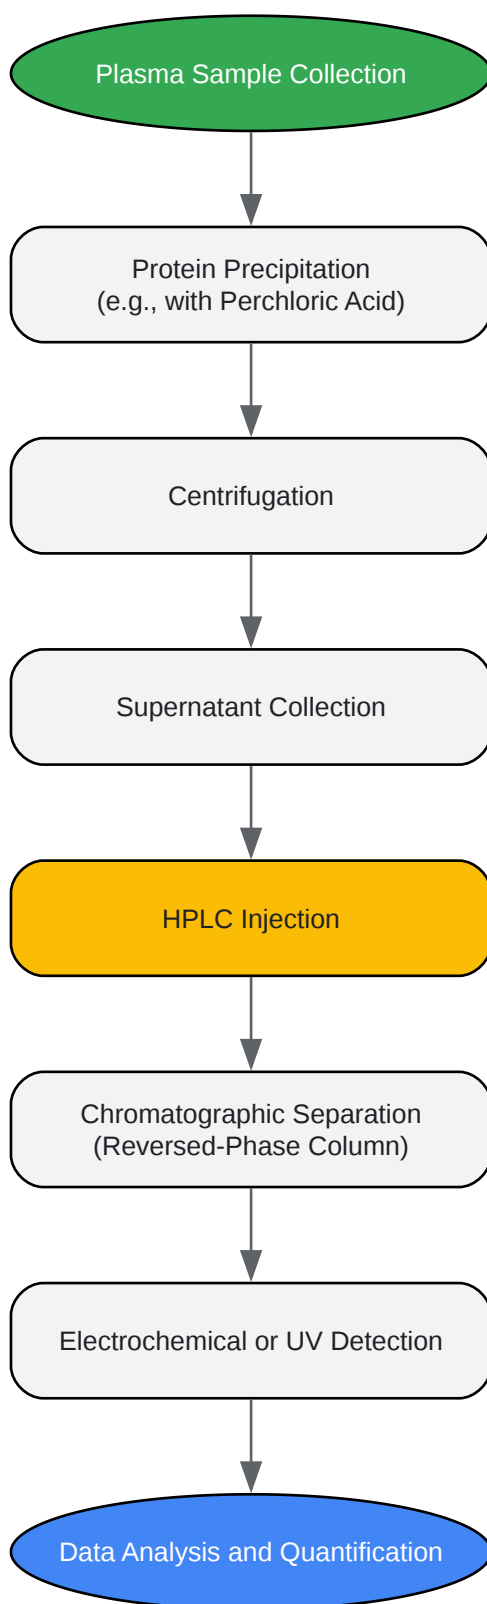 Plasma Sample Collection
Protein Precipitation
(e.g., with Perchloric Acid)
Centrifugation
Supernatant Collection
HPLC Injection
Chromatographic Separation
(Reversed-Phase Column)
Electrochemical or UV Detection
Data Analysis and Quantification